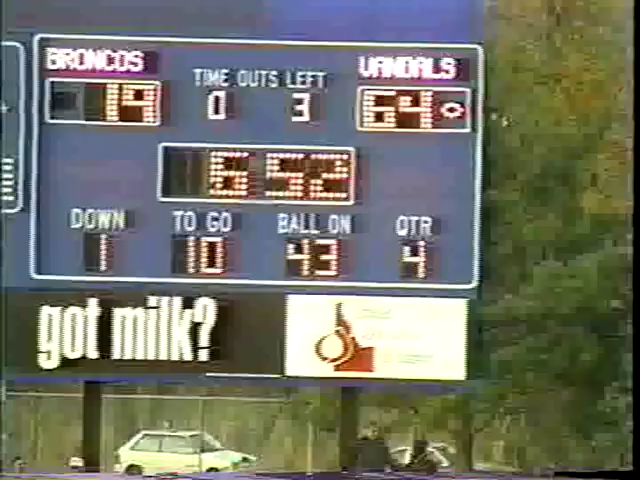 BRONCOS TIME OUTS LEFT VANDALS
19 0 3 64
6 52
DOWN TO GO BALL ON QTR
1 10 43 4
got milk?